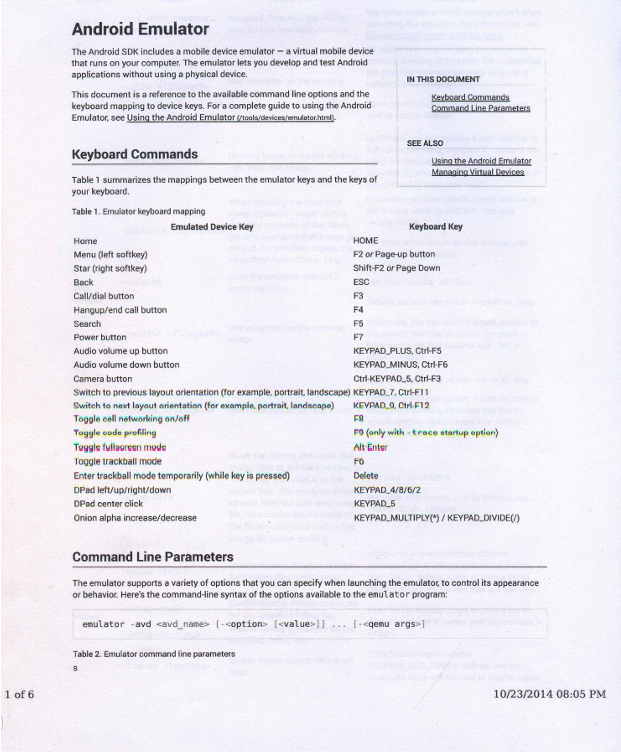 Android Emulator
The Android SDK includes a mobile device emulator — a virtual mobile device
that runs on your computer. The emulator lets you develop and test Android
applications without using a physical device.
This document is a reference to the available command line options and the
keyboard mapping to device keys. For a complete guide to using the Android
Emulator, see Using the Android Emulator (/tools/devices/emulator.html).
IN THIS DOCUMENT
Keyboard Commands
Command Line Parameters
SEE ALSO
Using the Android Emulator
Managing Virtual Devices
Keyboard Commands
Table 1 summarizes the mappings between the emulator keys and the keys of
your keyboard.
Table 1. Emulator keyboard mapping
Emulated Device Key Keyboard Key
Home HOME
Menu (left softkey) F2 or Page-up button
Star (right softkey) Shift-F2 or Page Down
Back ESC
Call/dial button F3
Hangup/end call button F4
Search F5
Power button F7
Audio volume up button KEYPAD_PLUS, Ctrl-F5
Audio volume down button KEYPAD_MINUS, Ctrl-F6
Camera button Ctrl-KEYPAD_5, Ctrl-F3
Switch to previous layout orientation (for example, portrait, landscape) KEYPAD_7, Ctrl-F11
Switch to next layout orientation (for example, portrait, landscape) KEYPAD_9, Ctrl-F12
Toggle cell networking on/off F8
Toggle code profiling F9 (only with -trace startup option)
Toggle fullscreen mode Alt-Enter
Toggle trackball mode F6
Enter trackball mode temporarily (while key is pressed) Delete
DPad left/up/right/down KEYPAD_4/8/6/2
DPad center click KEYPAD_5
Onion alpha increase/decrease KEYPAD_MULTIPLY(*) / KEYPAD_DIVIDE(/)
Command Line Parameters
The emulator supports a variety of options that you can specify when launching the emulator, to control its appearance
or behavior. Here's the command-line syntax of the options available to the emulator program:
emulator -avd <avd_name> [-<option> [<value>]] ... [-<qemu args>]
Table 2. Emulator command line parameters
s
1 of 6 10/23/2014 08:05 PM